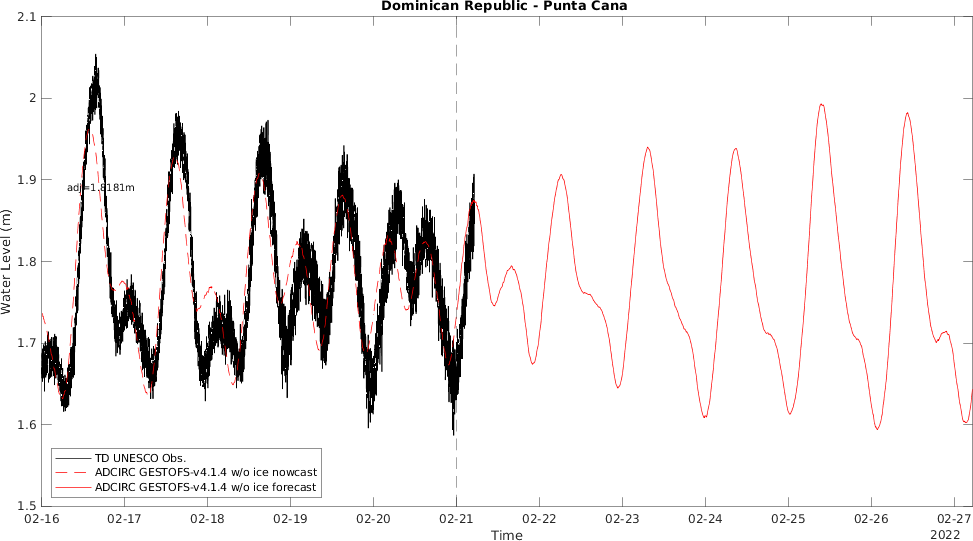 Dominican Republic - Punta Cana
2.1
2
1.9
1.8
1.7
1.6
1.5
Water Level (m)
adj=1.8181m
TD UNESCO Obs.
ADCIRC GESTOFS-v4.1.4 w/o ice nowcast
ADCIRC GESTOFS-v4.1.4 w/o ice forecast
02-16 02-17 02-18 02-19 02-20 02-21 02-22 02-23 02-24 02-25 02-26 02-27
Time
2022